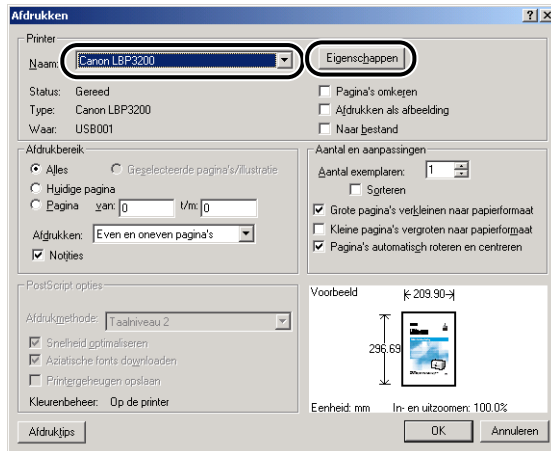 Afdrukken
Printer
Naam: Canon LBP3200
Eigenschappen
Status: Gereed
Type: Canon LBP3200
Waar: USB001
Pagina's omkeren
Afdrukken als afbeelding
Naar bestand
Afdrukbereik
Alles
Geselecteerde pagina's/illustratie
Huidige pagina
Pagina van: 0 t/m: 0
Afdrukken: Even en oneven pagina's
Notities
Aantal en aanpassingen
Aantal exemplaren: 1
Sorteren
Grote pagina's verkleinen naar papierformaat
Kleine pagina's vergroten naar papierformaat
Pagina's automatisch roteren en centreren
PostScript opties
Afdrukmethode: Taalniveau 2
Snelheid optimaliseren
Aziatische fonts downloaden
Printergeheugen opslaan
Kleurenbeheer: Op de printer
Voorbeeld
209.90
296.69
Eenheid: mm In- en uitzoomen: 100.0%
Afdruktips
OK
Annuleren